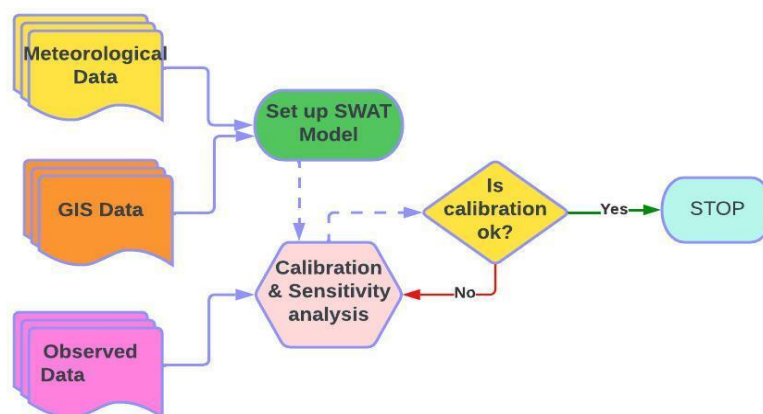 Meteorological
Data
Set up SWAT
Model
GIS Data
Is
calibration
ok?
Yes
STOP
Calibration
& Sensitivity
analysis
No
Observed
Data